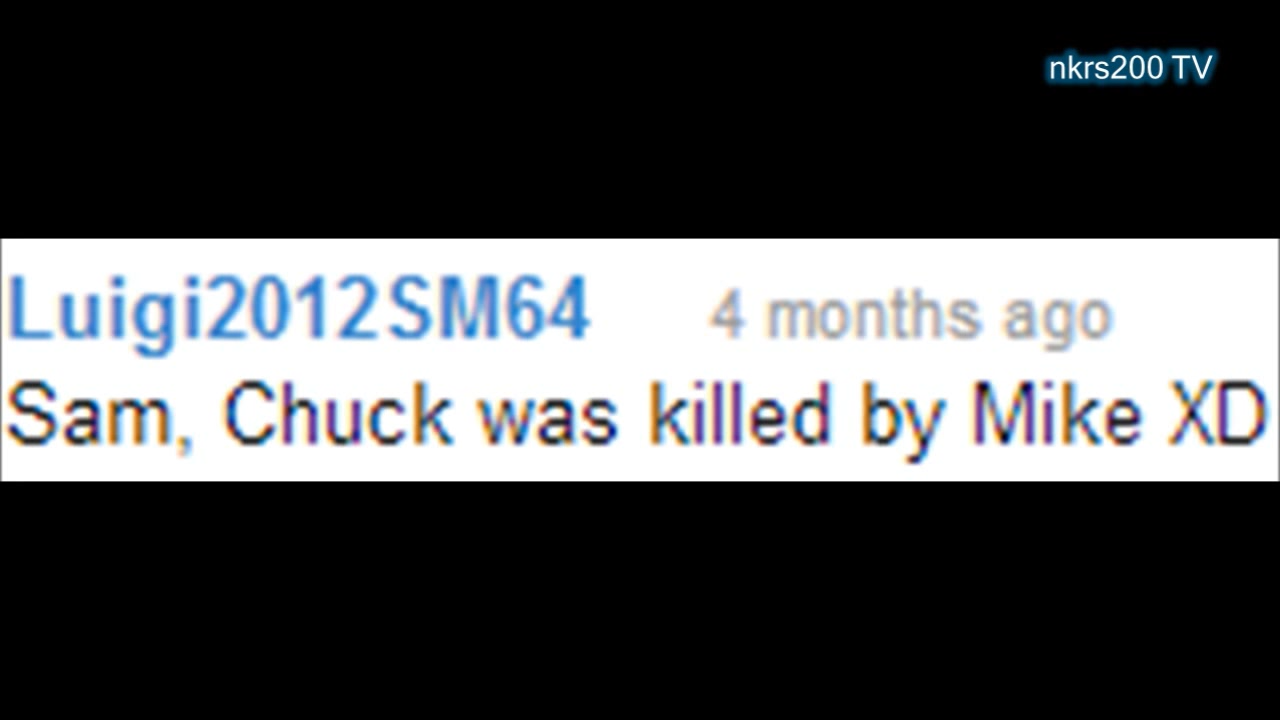 nkrs200 TV
Luigi2012SM64 4 months ago
Sam, Chuck was killed by Mike XD